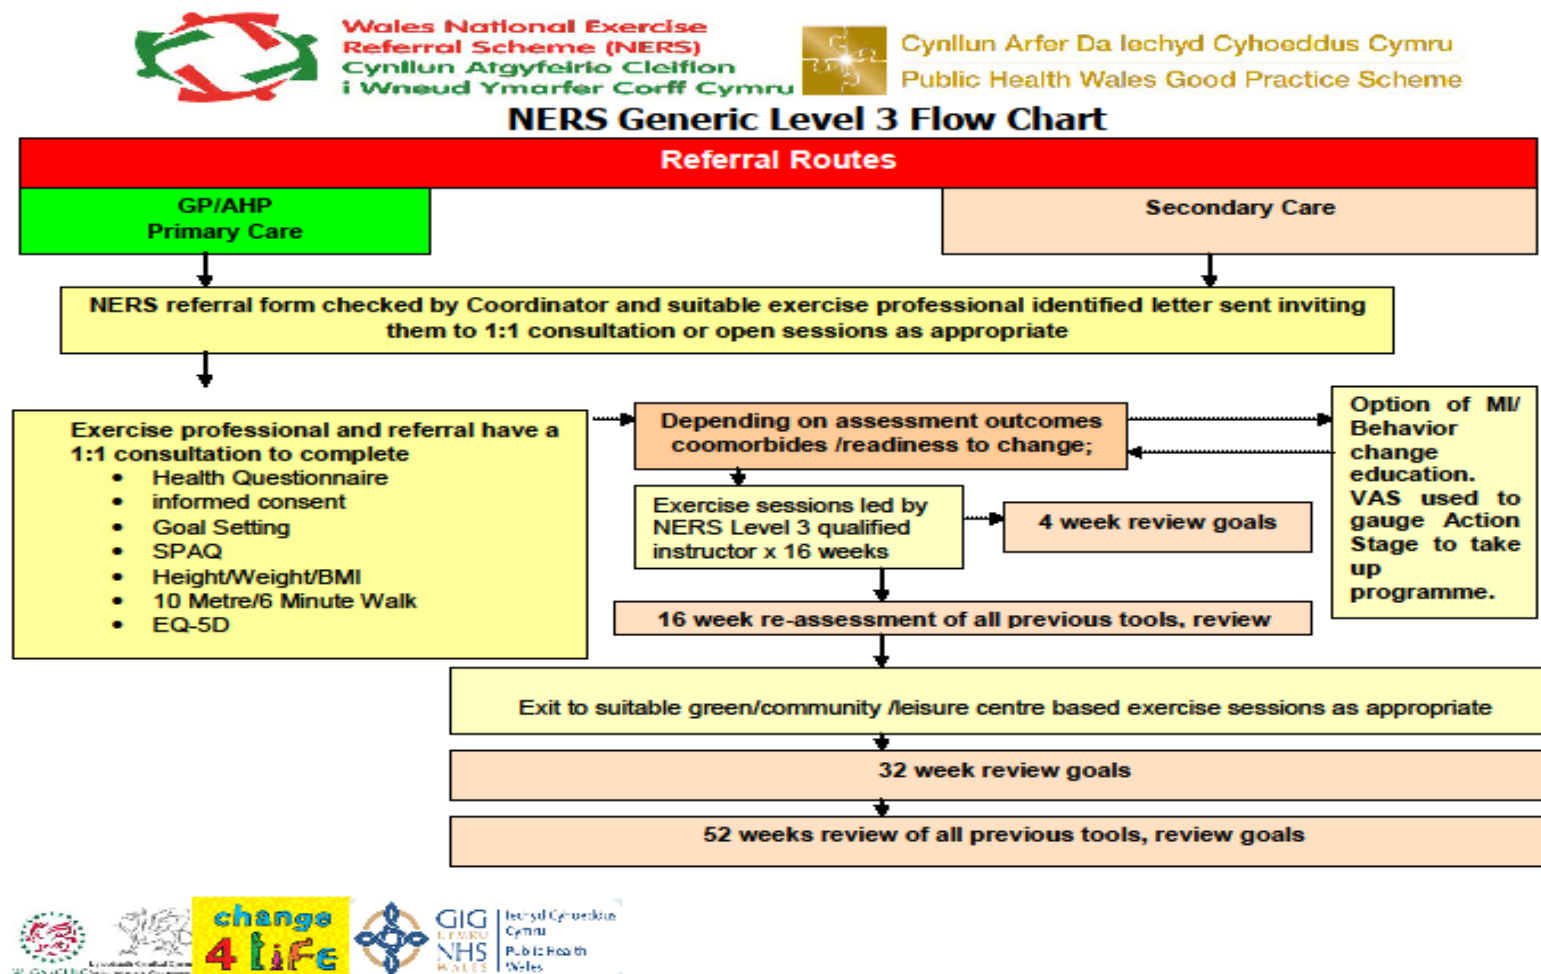 Wales National Exercise
Referral Scheme (NERS)
Cynllun Atgyfeirio Cleifion
i Wneud Ymarfer Corff Cymru
Cynllun Arfer Da Iechyd Cyhoeddus Cymru
Public Health Wales Good Practice Scheme
NERS Generic Level 3 Flow Chart
Referral Routes
GP/AHP
Primary Care
Secondary Care
NERS referral form checked by Coordinator and suitable exercise professional identified letter sent inviting
them to 1:1 consultation or open sessions as appropriate
Exercise professional and referral have a
1:1 consultation to complete
• Health Questionnaire
• informed consent
• Goal Setting
• SPAQ
• Height/Weight/BMI
• 10 Metre/6 Minute Walk
• EQ-5D
Depending on assessment outcomes
coomorbides /readiness to change;
Option of MI/
Behavior
change
education.
VAS used to
gauge Action
Stage to take
up
programme.
Exercise sessions led by
NERS Level 3 qualified
instructor x 16 weeks
4 week review goals
16 week re-assessment of all previous tools, review
Exit to suitable green/community /leisure centre based exercise sessions as appropriate
32 week review goals
52 weeks review of all previous tools, review goals
change
4 LiFe
GIG
CYMRU
NHS
WALES
Iechyd Cyhoeddus
Cymru
Public Health
Wales